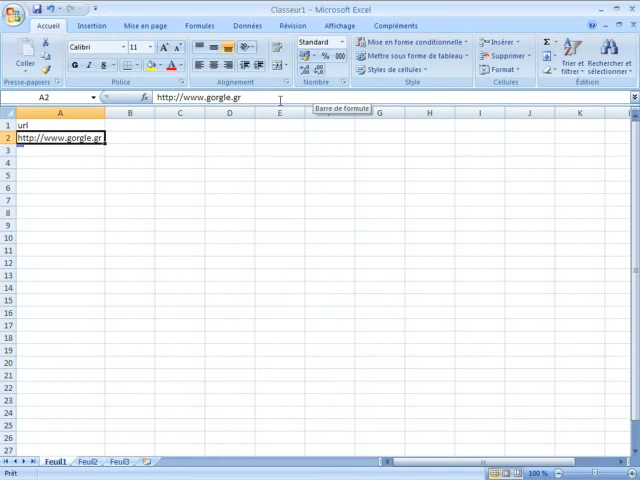 Classeur1 - Microsoft Excel
Accueil Insertion Mise en page Formules Données Révision Affichage Compléments
Calibri 11 Standard Mise en forme conditionnelle Insérer Σ
Coller G I S % 000 Mettre sous forme de tableau Supprimer Trier et filtrer Rechercher et sélectionner
Styles de cellules Format
Presse-papiers Police Alignement Nombre Style Cellules Édition
A2 fx http://www.gorgle.gr
Barre de formule
A B C D E F G H I J K
1 url
2 http://www.gorgle.gr
3
4
5
6
7
8
9
10
11
12
13
14
15
16
17
18
19
20
21
22
23
24
25
26
27
Feuil1 Feuil2 Feuil3
Prêt 100 %